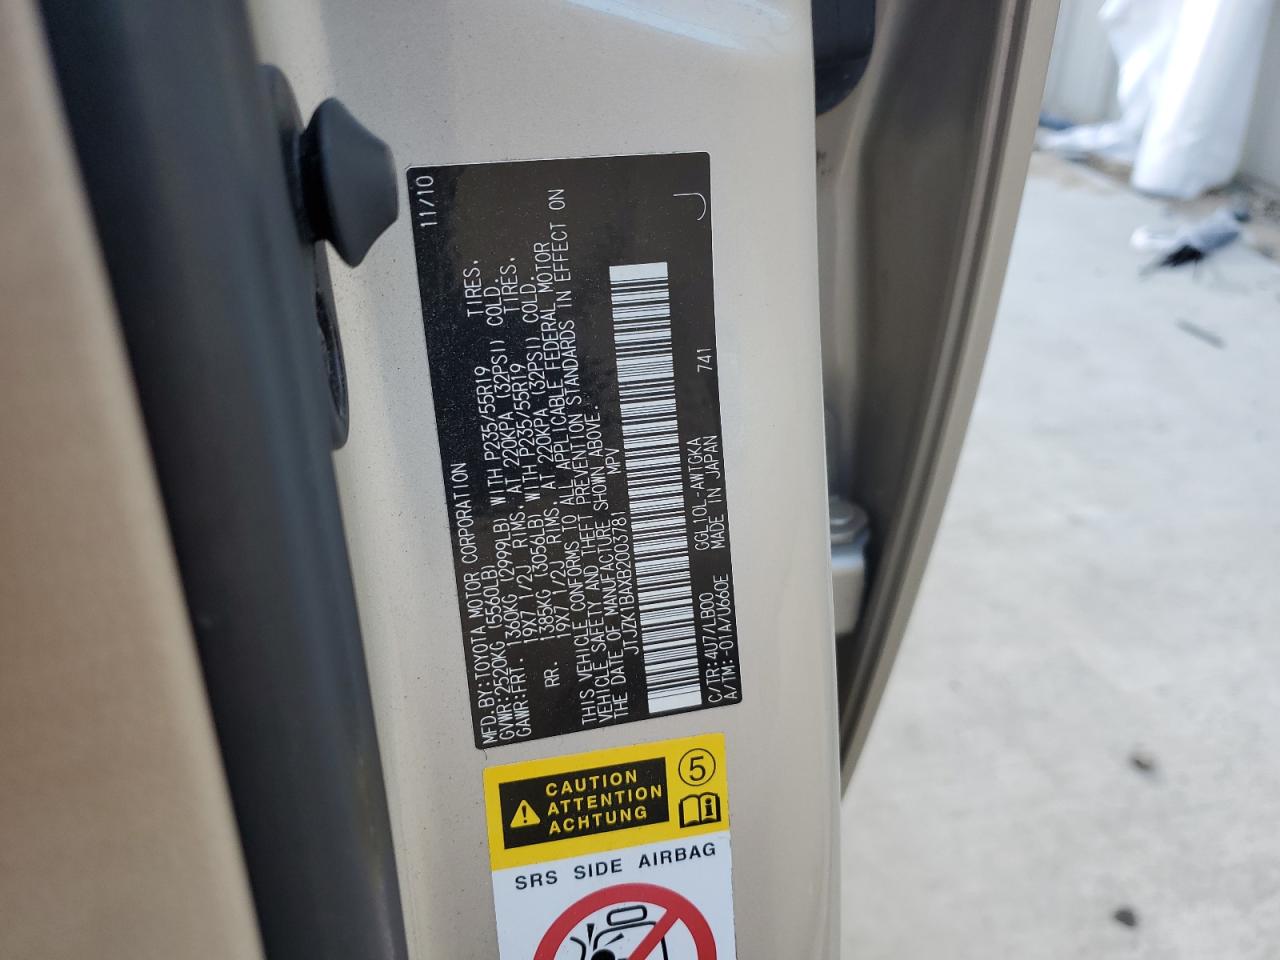 MFD. BY: TOYOTA MOTOR CORPORATION 11/10
GVWR: 2520KG (5560LB)
GAWR: FRT. 1360KG (2999LB) WITH P235/55R19 TIRES,
19X7 1/2J RIMS, AT 220KPA (32PSI) COLD.
RR. 1385KG (3056LB) WITH P235/55R19 TIRES,
19X7 1/2J RIMS, AT 220KPA (32PSI) COLD.
THIS VEHICLE CONFORMS TO ALL APPLICABLE FEDERAL MOTOR
VEHICLE SAFETY AND THEFT PREVENTION STANDARDS IN EFFECT ON
THE DATE OF MANUFACTURE SHOWN ABOVE.
JTJZK1BAXB2003781 MPV
C/TR: 4U7/LB00 GGL10L-AWTGKA 741 J
A/TM: -01A/U660E MADE IN JAPAN
CAUTION
ATTENTION
ACHTUNG
5
i
SRS SIDE AIRBAG